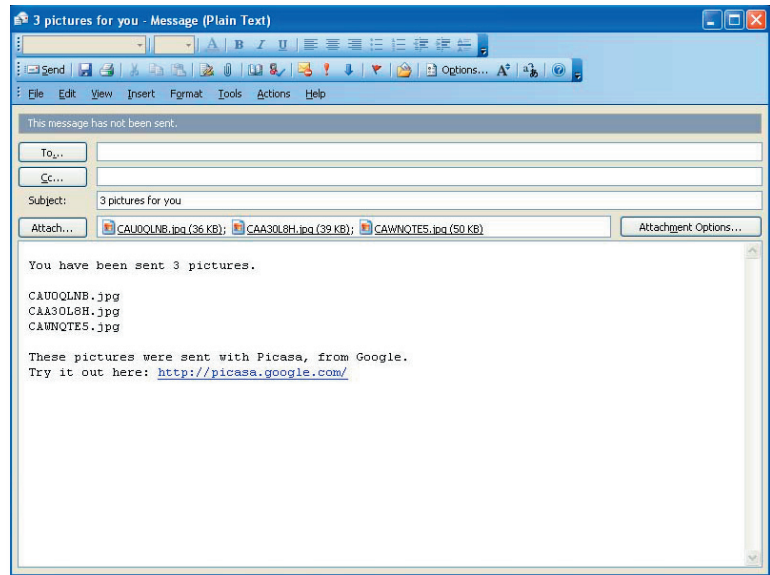 3 pictures for you - Message (Plain Text)
A B I U
Send Options...
File Edit View Insert Format Tools Actions Help
This message has not been sent.
To...
Cc...
Subject: 3 pictures for you
Attach... CAU0QLNB.jpg (36 KB); CAA30L8H.jpg (39 KB); CAWNQTE5.jpg (50 KB) Attachment Options...
You have been sent 3 pictures.
CAU0QLNB.jpg
CAA30L8H.jpg
CAWNQTE5.jpg
These pictures were sent with Picasa, from Google.
Try it out here: http://picasa.google.com/